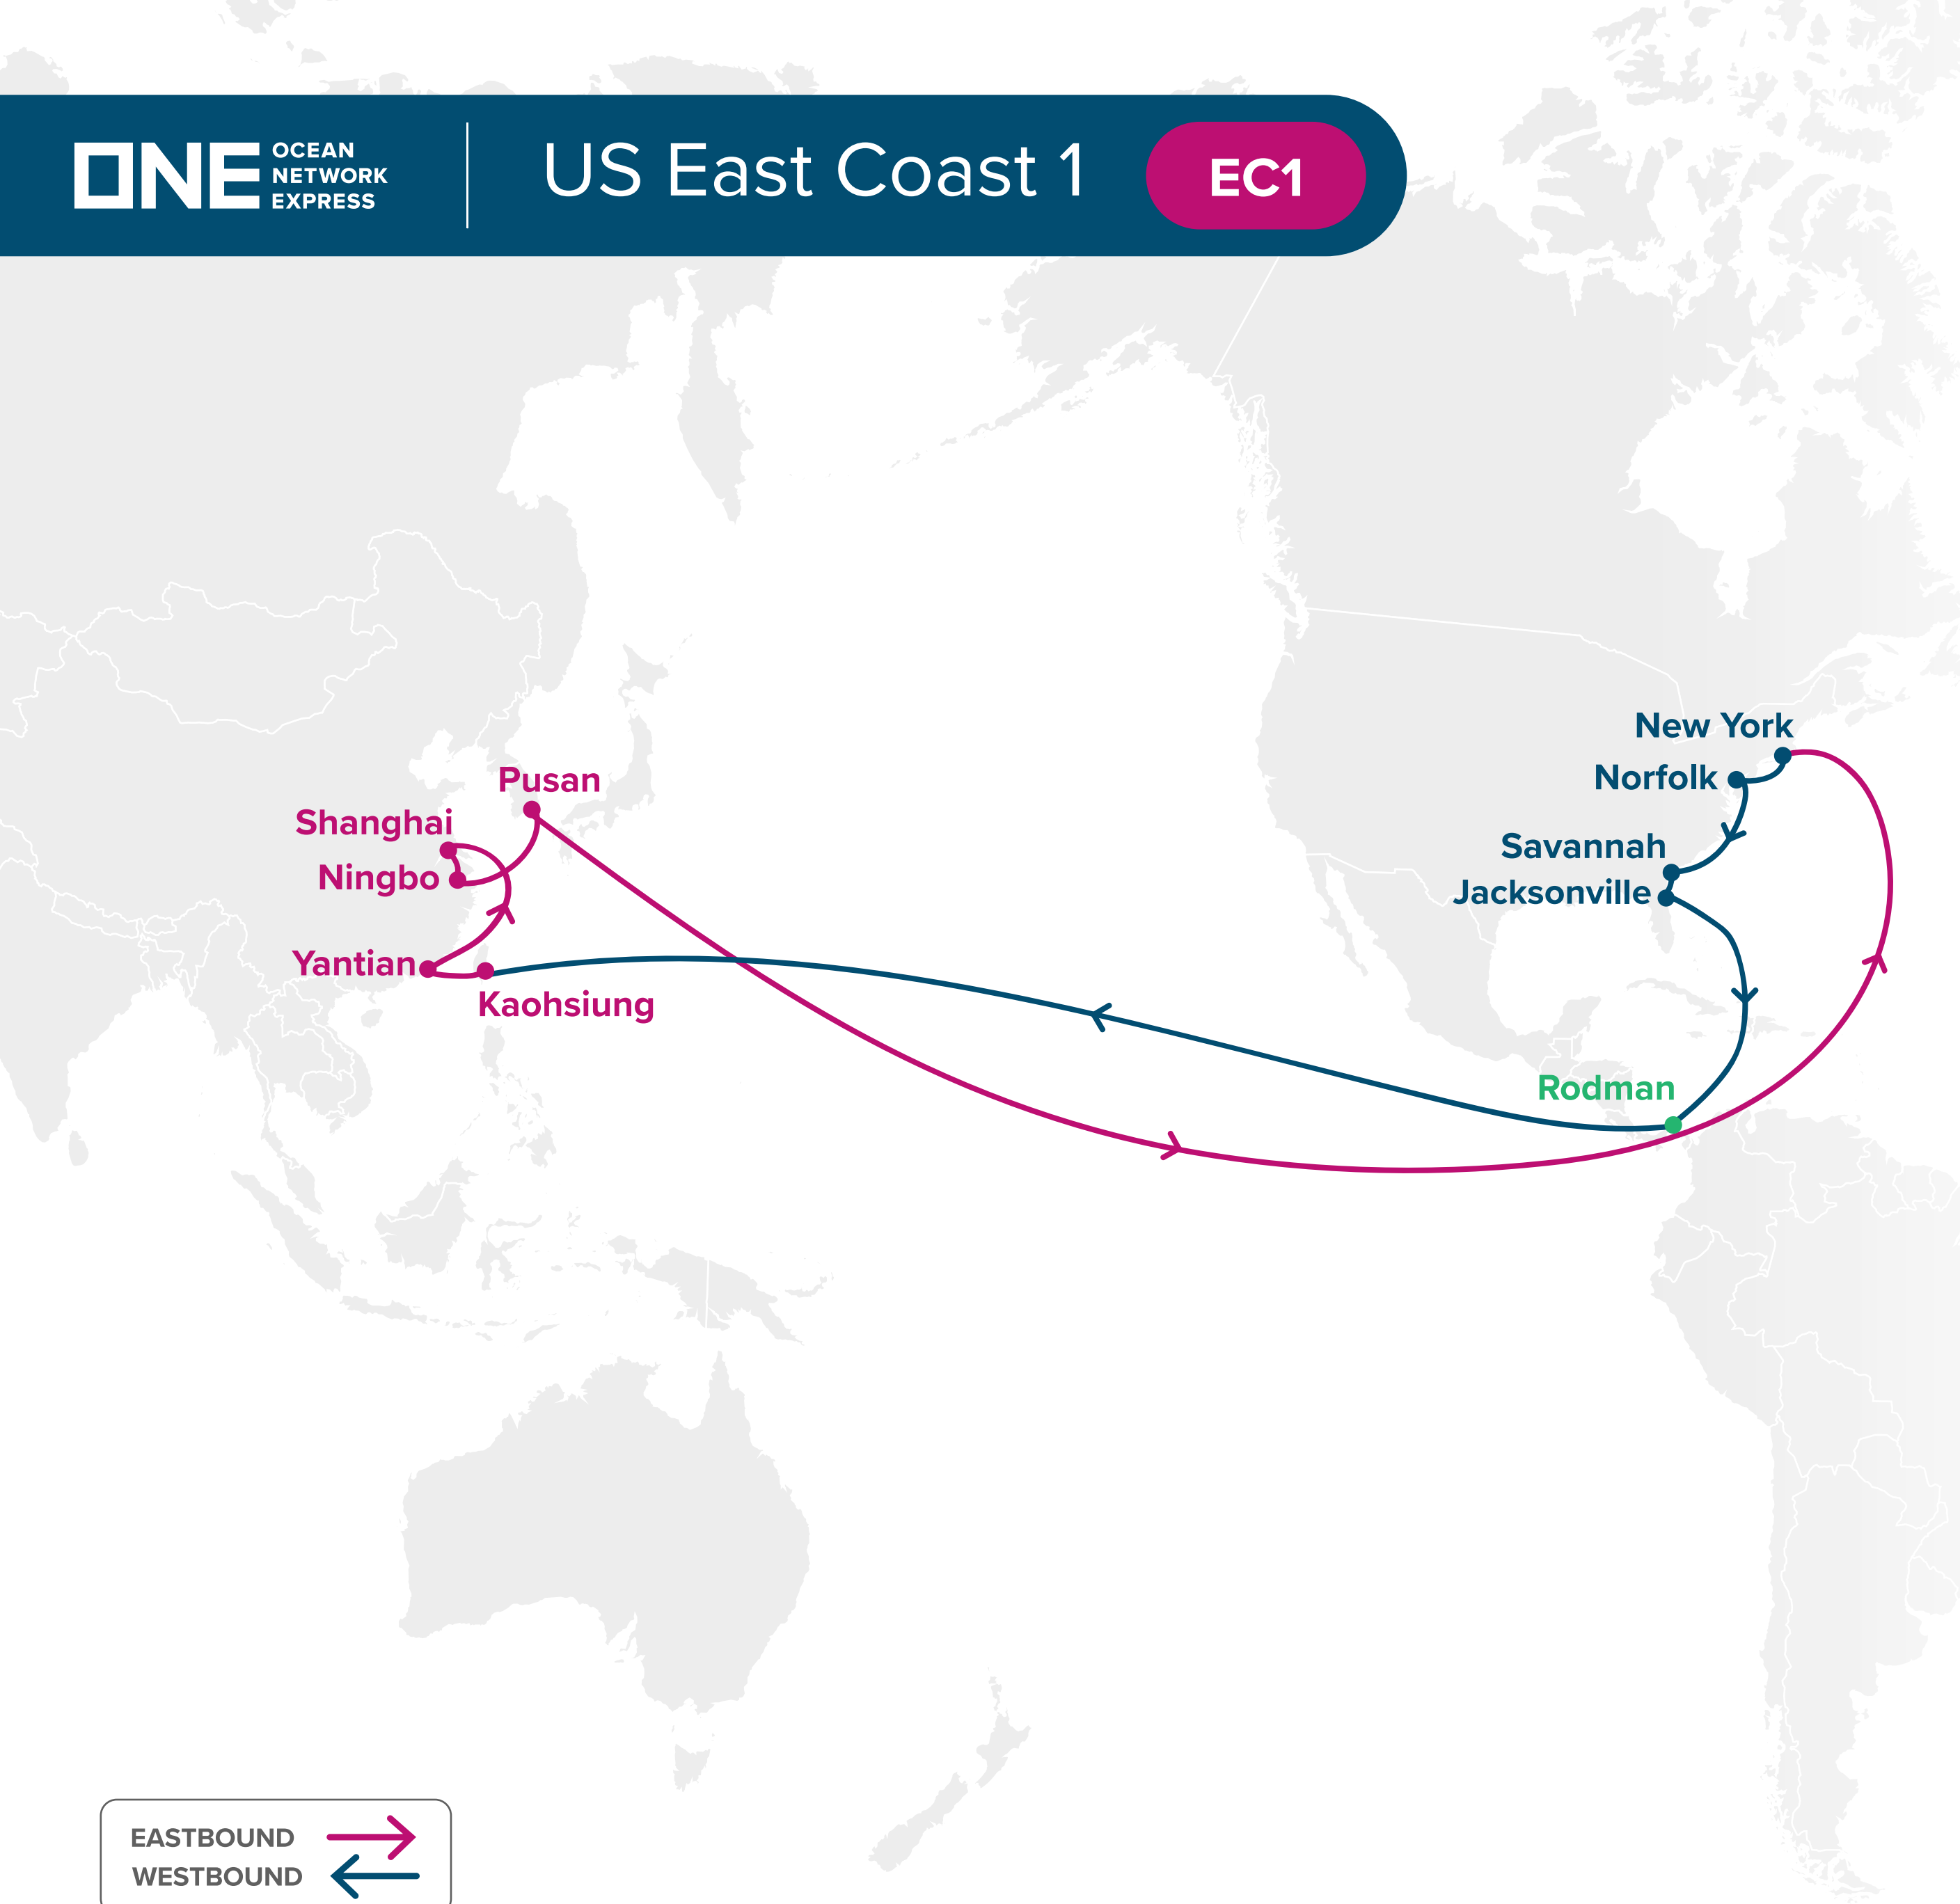 ONE
OCEAN
NETWORK
EXPRESS
US East Coast 1
EC1
New York
Norfolk
Pusan
Shanghai
Savannah
Ningbo
Jacksonville
Yantian
Kaohsiung
Rodman
EASTBOUND
WESTBOUND